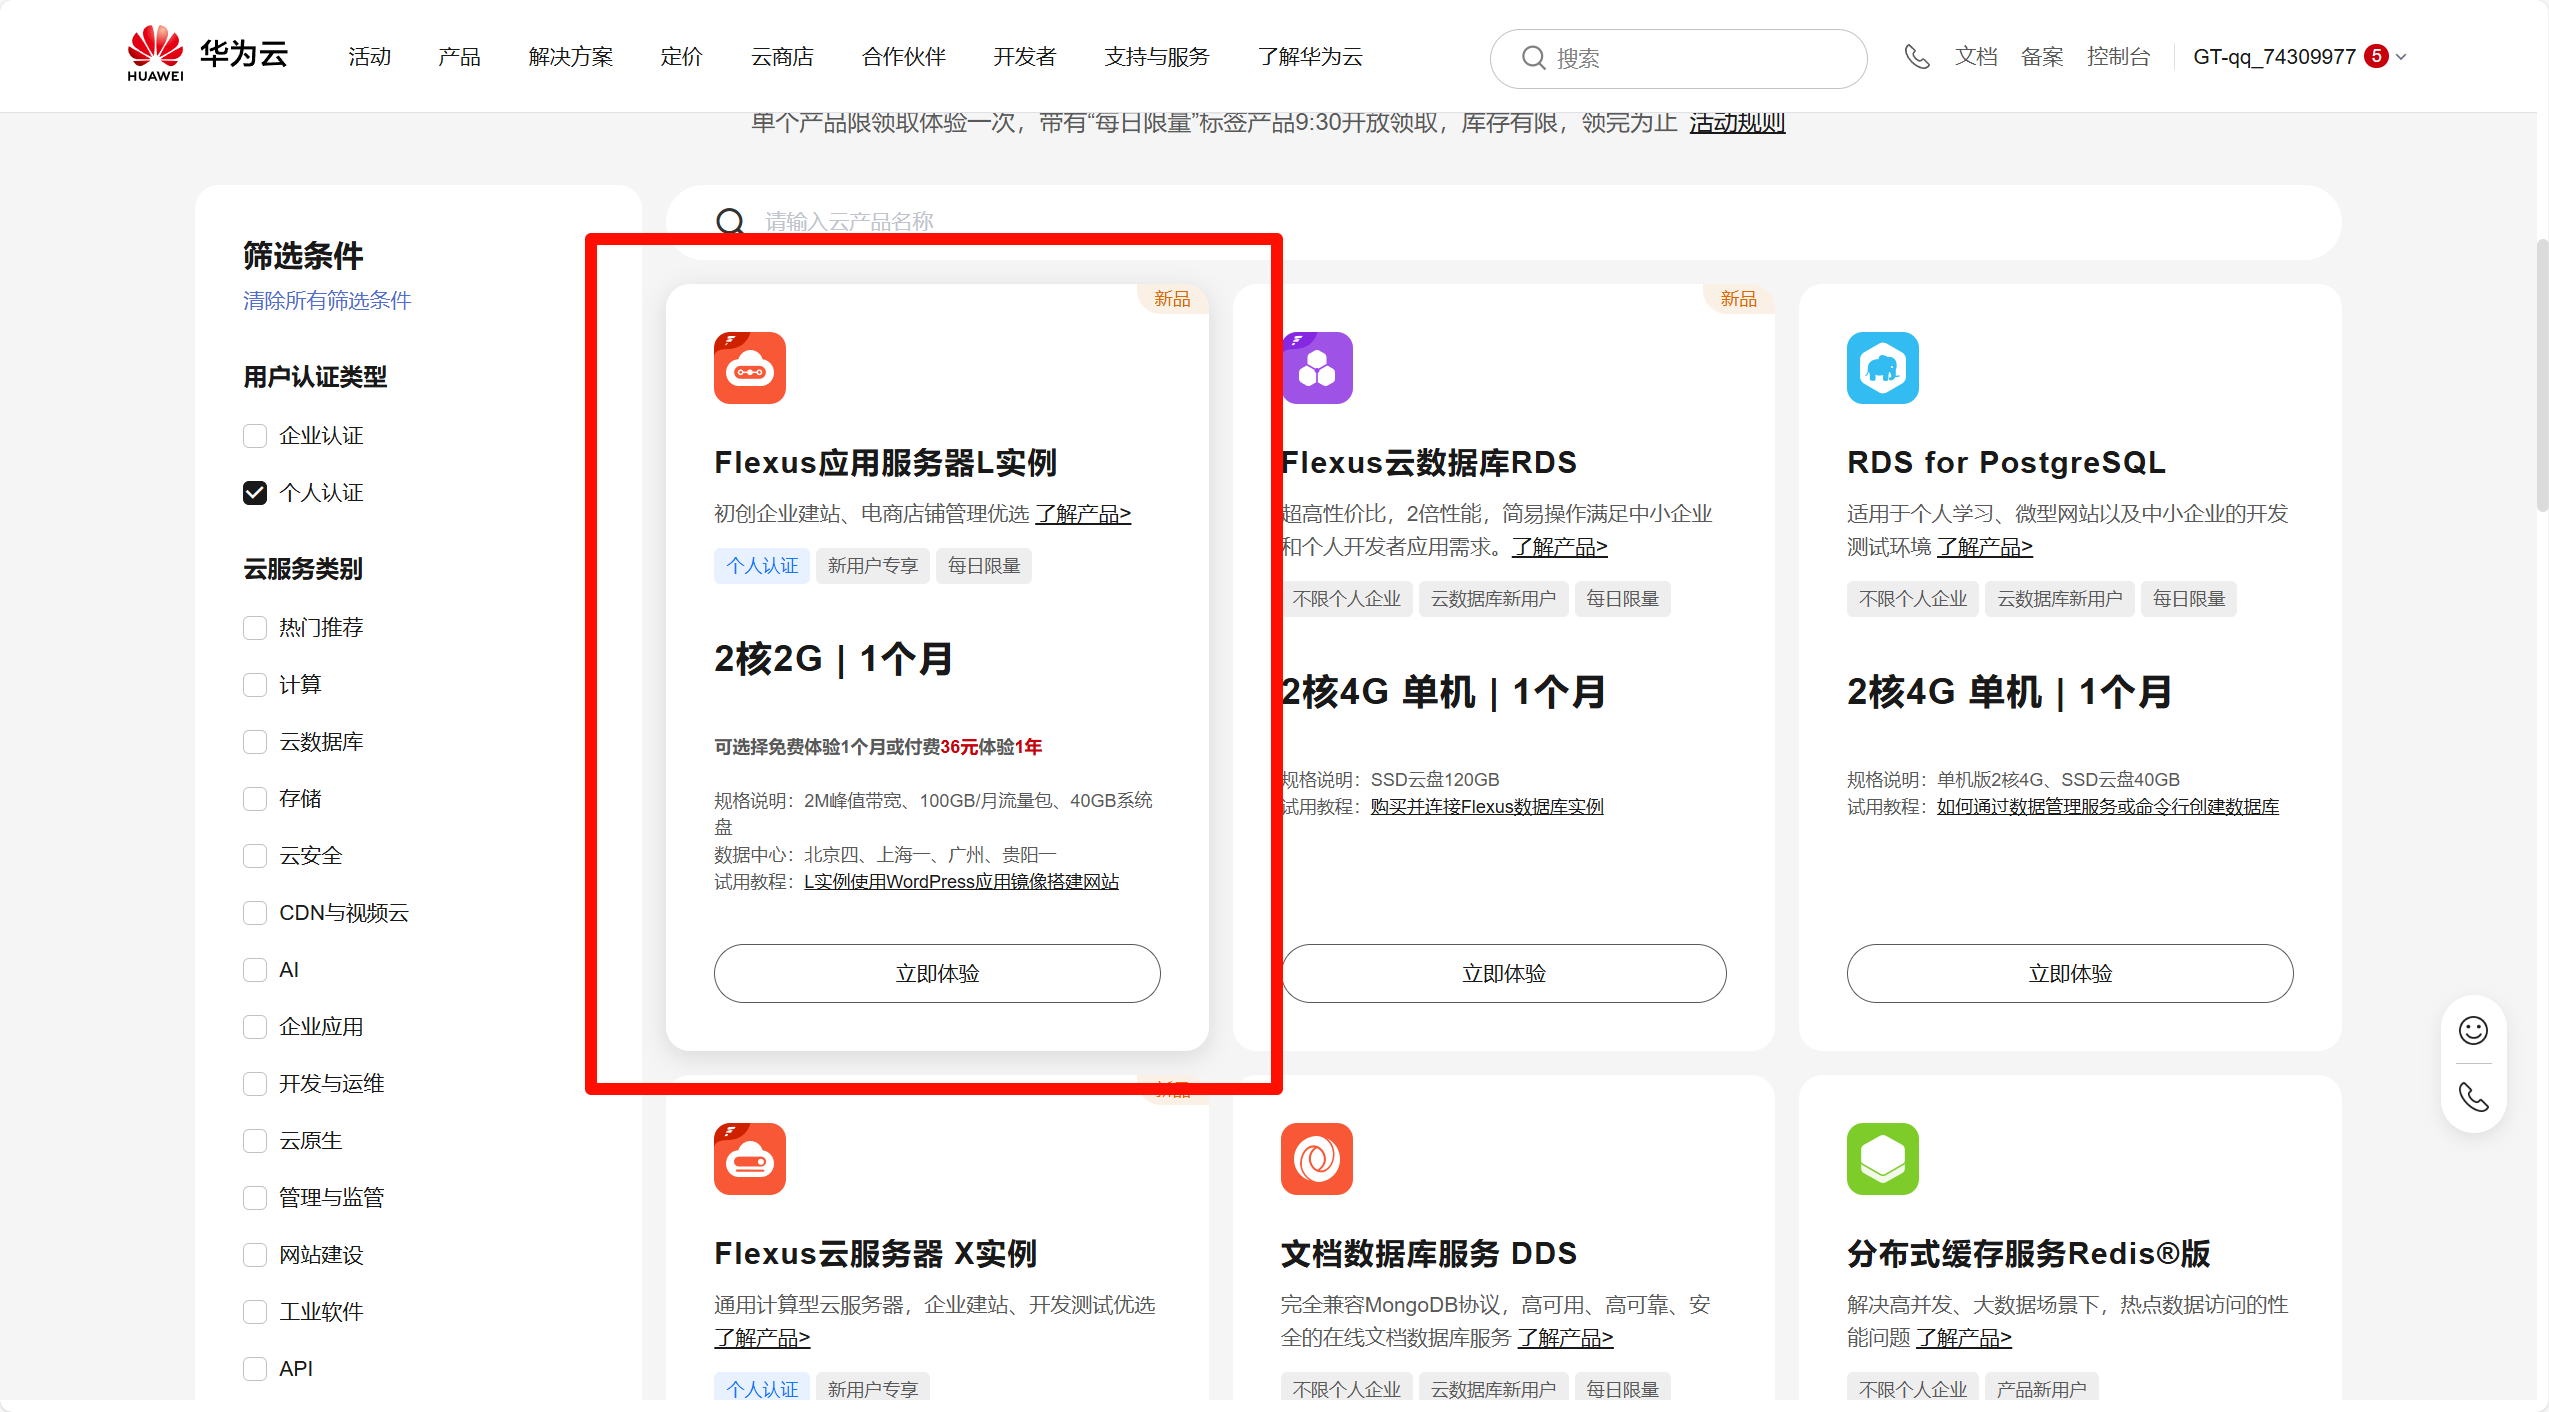 HUAWEI
华为云
活动
产品
解决方案
定价
云商店
合作伙伴
开发者
支持与服务
了解华为云
搜索
文档
备案
控制台
GT-qq_74309977
5
单个产品限领取体验一次，带有“每日限量”标签产品9:30开放领取，库存有限，领完为止 活动规则
筛选条件
清除所有筛选条件
用户认证类型
企业认证
个人认证
云服务类别
热门推荐
计算
云数据库
存储
云安全
CDN与视频云
AI
企业应用
开发与运维
云原生
管理与监管
网站建设
工业软件
API
请输入云产品名称
新品
Flexus应用服务器L实例
初创企业建站、电商店铺管理优选 了解产品>
个人认证 新用户专享 每日限量
2核2G | 1个月
可选择免费体验1个月或付费36元体验1年
规格说明：2M峰值带宽、100GB/月流量包、40GB系统
盘
数据中心：北京四、上海一、广州、贵阳一
试用教程：L实例使用WordPress应用镜像搭建网站
立即体验
新品
Flexus云数据库RDS
超高性价比，2倍性能，简易操作满足中小企业
和个人开发者应用需求。了解产品>
不限个人企业 云数据库新用户 每日限量
2核4G 单机 | 1个月
规格说明：SSD云盘120GB
试用教程：购买并连接Flexus数据库实例
立即体验
RDS for PostgreSQL
适用于个人学习、微型网站以及中小企业的开发
测试环境 了解产品>
不限个人企业 云数据库新用户 每日限量
2核4G 单机 | 1个月
规格说明：单机版2核4G、SSD云盘40GB
试用教程：如何通过数据管理服务或命令行创建数据库
立即体验
新品
Flexus云服务器 X实例
通用计算型云服务器，企业建站、开发测试优选
了解产品>
个人认证 新用户专享
文档数据库服务 DDS
完全兼容MongoDB协议，高可用、高可靠、安
全的在线文档数据库服务 了解产品>
不限个人企业 云数据库新用户 每日限量
分布式缓存服务Redis®版
解决高并发、大数据场景下，热点数据访问的性
能问题 了解产品>
不限个人企业 产品新用户